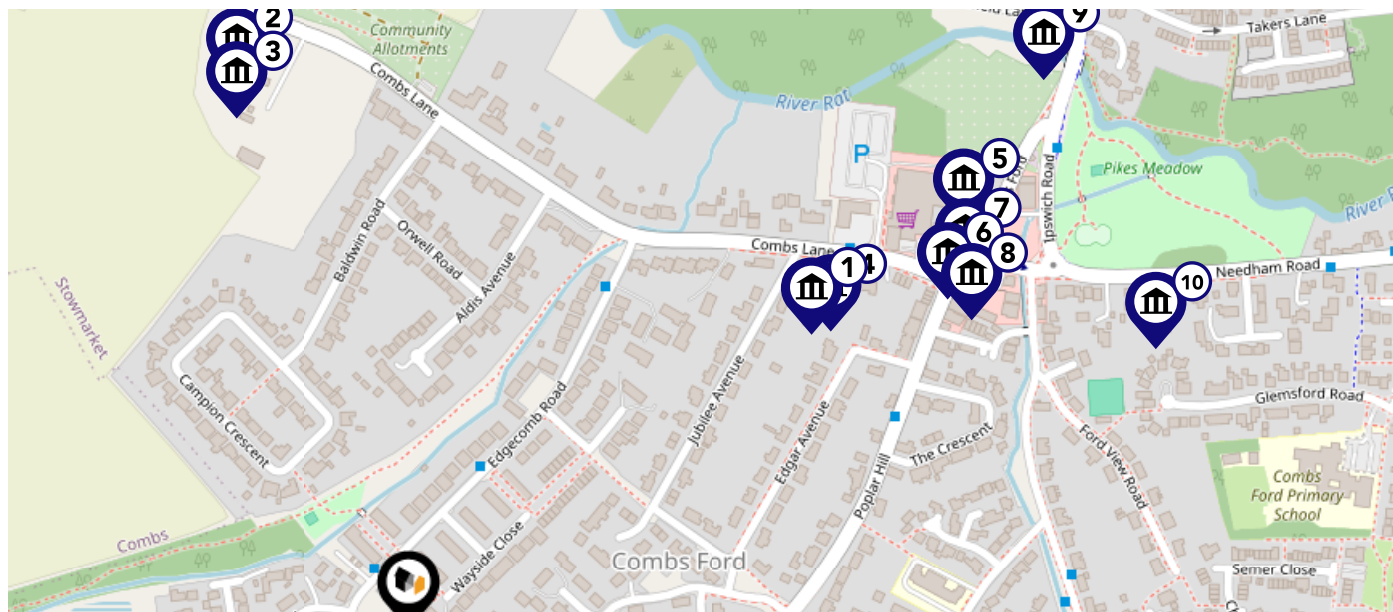 2
3
9
Takers Lane
Community
Allotments
Combs Lane
River Rat
P
5
Ipswich Road
Pikes Meadow
7
6
8
Baldwin Road
Orwell Road
Aldis Avenue
Combs Lane
1
4
Needham Road
10
Stowmarket
Campion Crescent
Edgecomb Road
Jubilee Avenue
Edgar Avenue
Poplar Hill
The Crescent
Glemsford Road
Ford View Road
Combs
Ford Primary
School
Combs
Wayside Close
Combs Ford
Semer Close